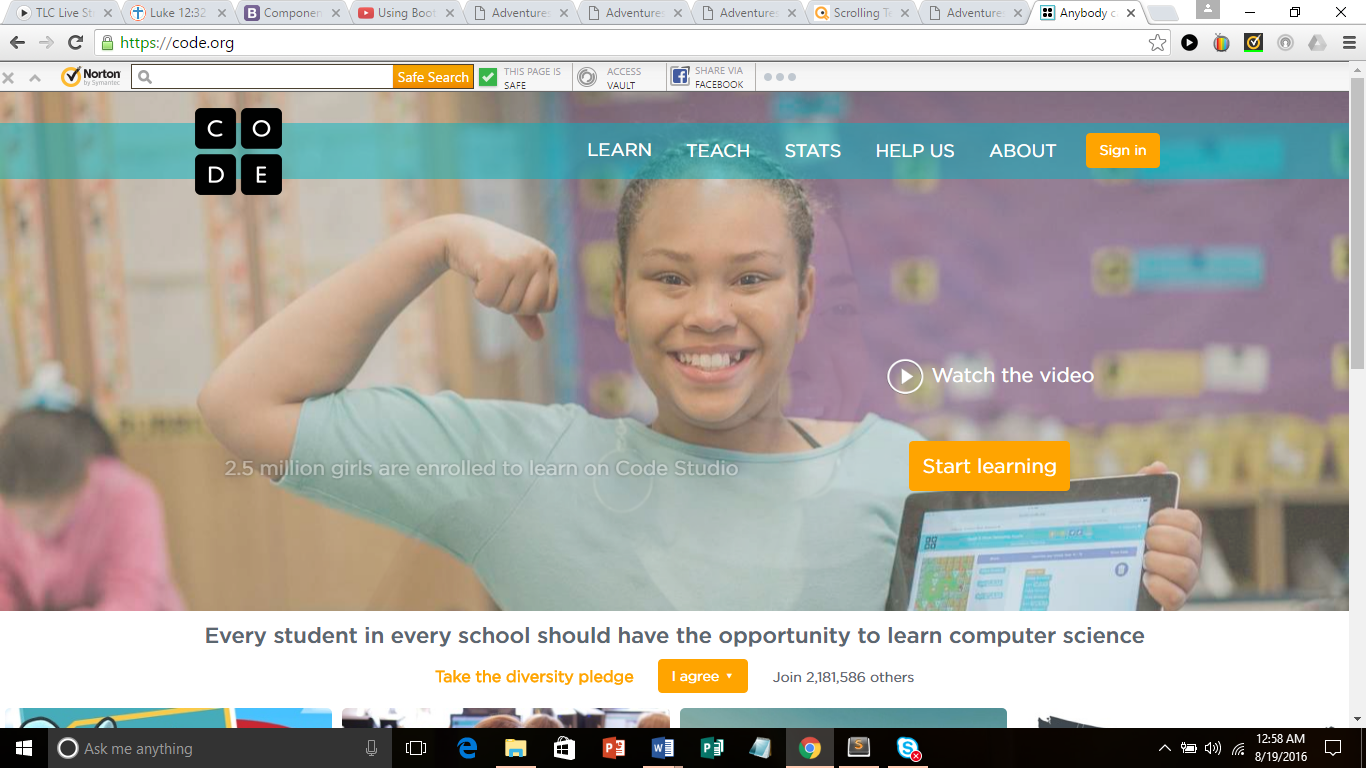 TLC Live St
Luke 12:32
Componen
Using Boot
Adventure
Adventure
Adventure
Scrolling T
Adventure
Anybody c
https://code.org
Norton
by Symantec
Safe Search
THIS PAGE IS
SAFE
ACCESS
VAULT
SHARE VIA
FACEBOOK
C O
D E
LEARN TEACH STATS HELP US ABOUT Sign in
Watch the video
2.5 million girls are enrolled to learn on Code Studio
Start learning
Every student in every school should have the opportunity to learn computer science
Take the diversity pledge I agree Join 2,181,586 others
Ask me anything
12:58 AM
8/19/2016